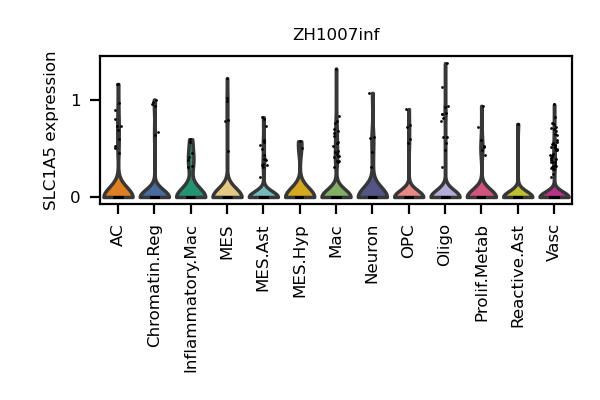 ZH1007inf
SLC1A5 expression
1
0
AC
Chromatin.Reg
Inflammatory.Mac
MES
MES.Ast
MES.Hyp
Mac
Neuron
OPC
Oligo
Prolif.Metab
Reactive.Ast
Vasc